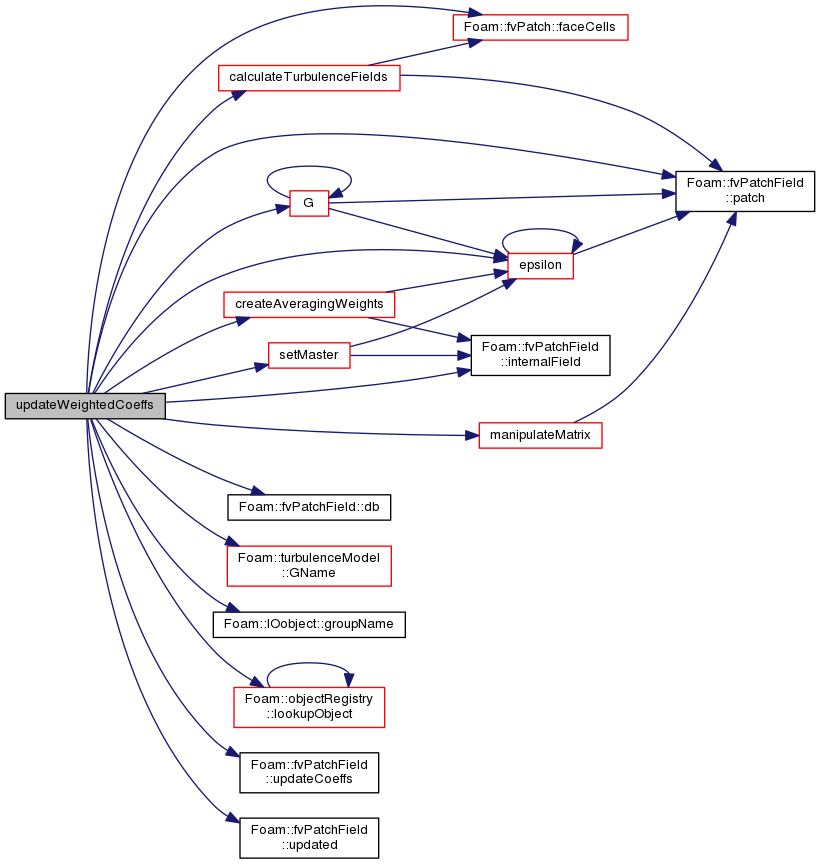 Foam::fvPatch::faceCells
calculateTurbulenceFields
Foam::fvPatchField
::patch
G
epsilon
createAveragingWeights
setMaster
Foam::fvPatchField
::internalField
updateWeightedCoeffs
manipulateMatrix
Foam::fvPatchField::db
Foam::turbulenceModel
::GName
Foam::IOobject::groupName
Foam::objectRegistry
::lookupObject
Foam::fvPatchField
::updateCoeffs
Foam::fvPatchField
::updated